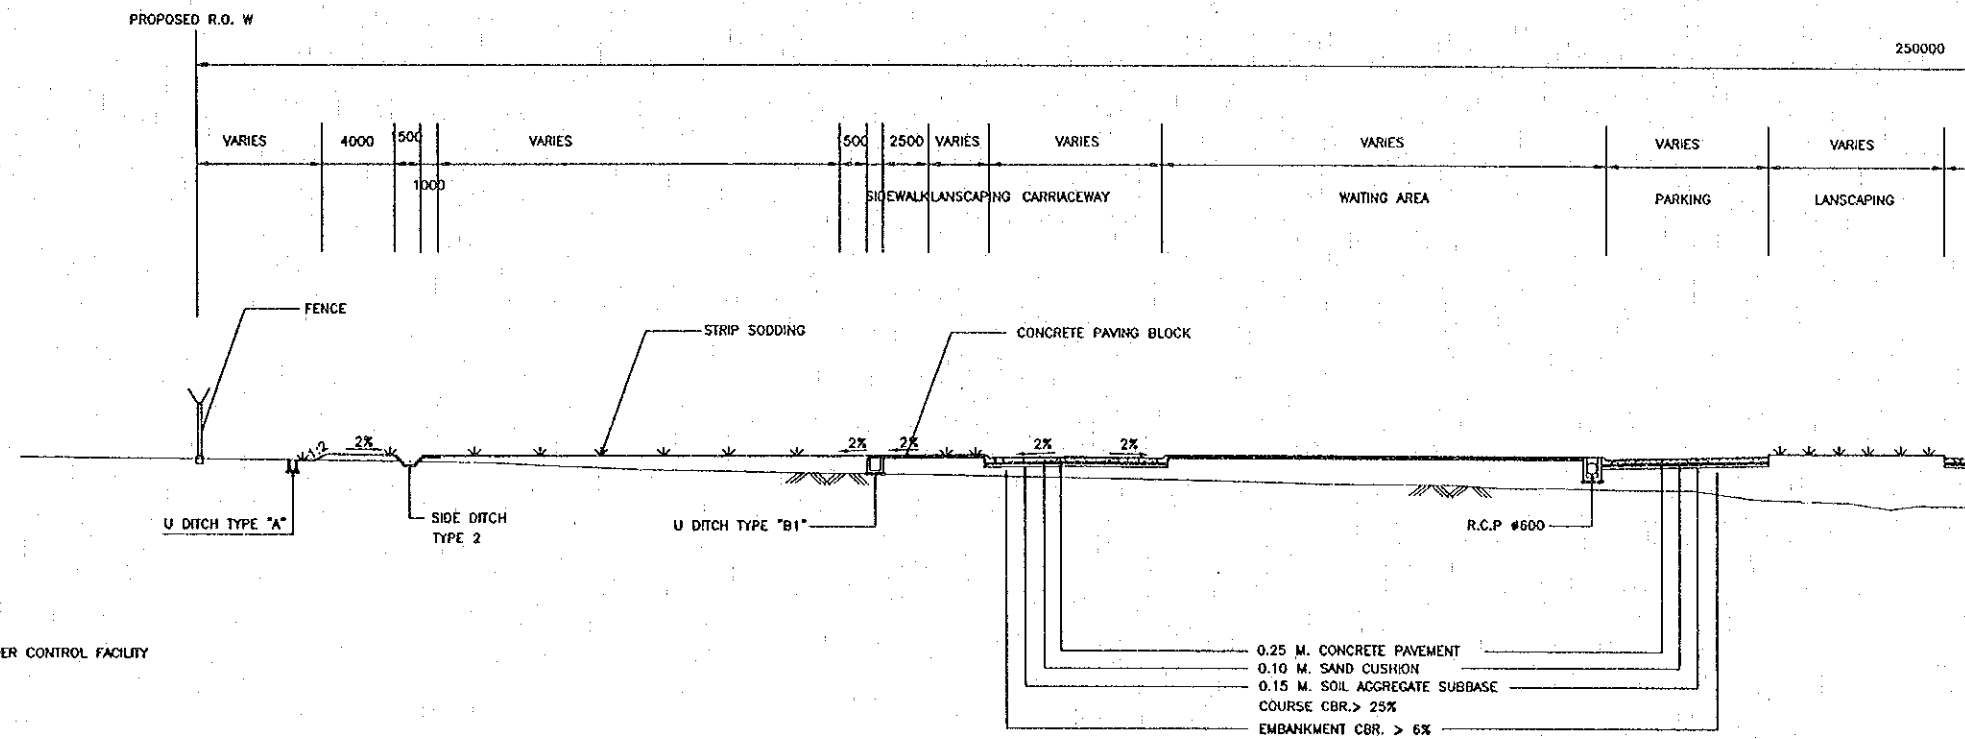 PROPOSED R.O. W
250000
VARIES 4000 1500 VARIES 500 2500 VARIES VARIES VARIES VARIES VARIES
1000
SIDEWALK LANSCAPING CARRIACEWAY WAITING AREA PARKING LANSCAPING
FENCE
STRIP SODDING
CONCRETE PAVING BLOCK
1:2 2% 2% 2% 2% 2%
U DITCH TYPE "A"
SIDE DITCH
TYPE 2
U DITCH TYPE "B1"
R.C.P ø600
ER CONTROL FACILITY
0.25 M. CONCRETE PAVEMENT
0.10 M. SAND CUSHION
0.15 M. SOIL AGGREGATE SUBBASE
COURSE CBR.> 25%
EMBANKMENT CBR. > 6%